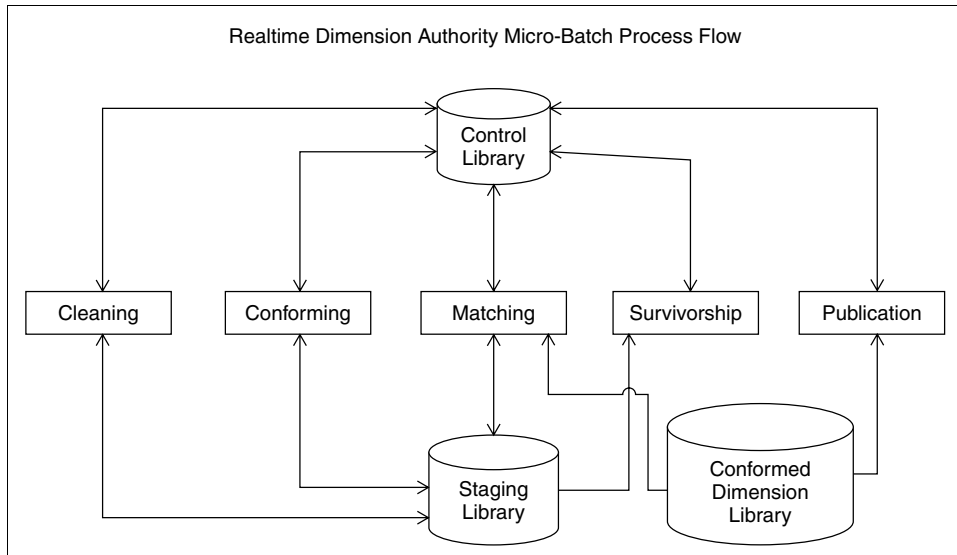 Realtime Dimension Authority Micro-Batch Process Flow
Control
Library
Cleaning
Conforming
Matching
Survivorship
Publication
Staging
Library
Conformed
Dimension
Library